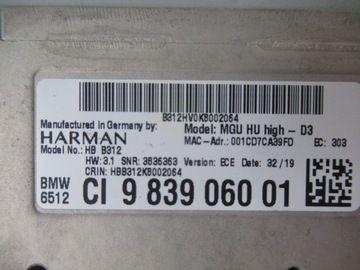 B312HV0K8002064
Manufactured in Germany by: Model: MGU HU high - D3
HARMAN MAC-Adr.: 001CD7CA39FD EC: 303
Model-No: HB B312
HW: 3.1 SNR: 3836363 Version: ECE Date: 32/19
CRIN: HBB312K8002064
BMW 6512 CI 9 839 060 01